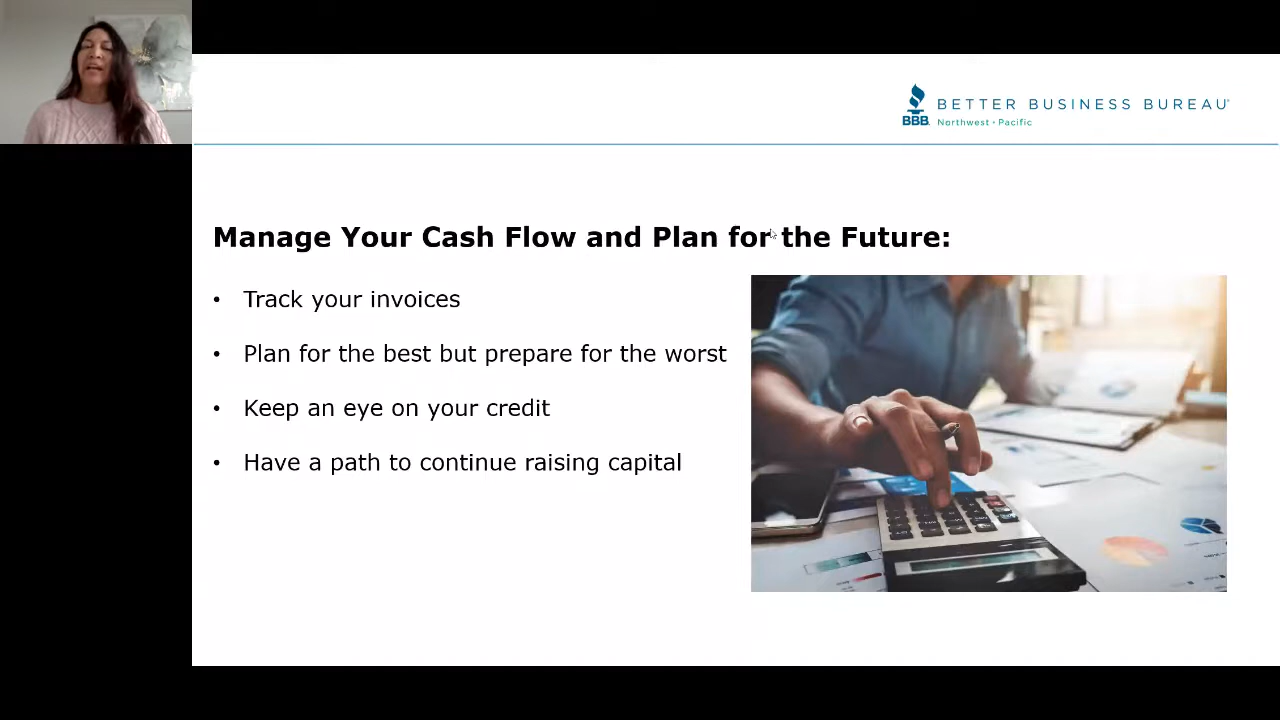 BETTER BUSINESS BUREAU
BBB. Northwest · Pacific
Manage Your Cash Flow and Plan for the Future:
• Track your invoices
• Plan for the best but prepare for the worst
• Keep an eye on your credit
• Have a path to continue raising capital